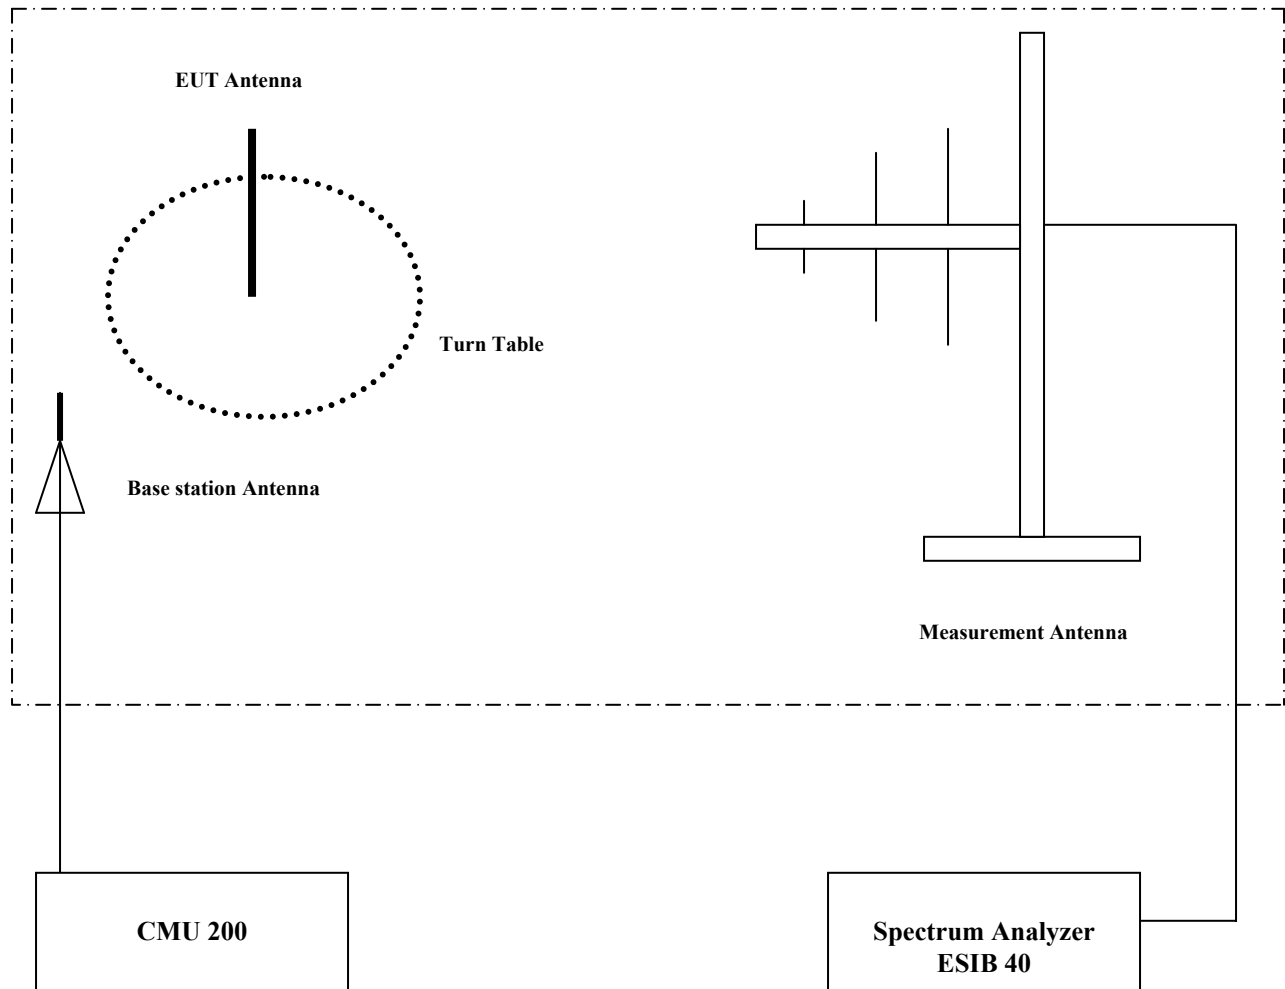 EUT Antenna
Turn Table
Base station Antenna
Measurement Antenna
CMU 200
Spectrum Analyzer
ESIB 40